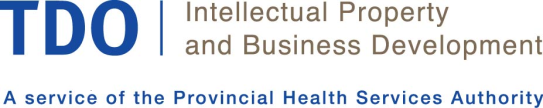 TDO | Intellectual Property
and Business Development
A service of the Provincial Health Services Authority